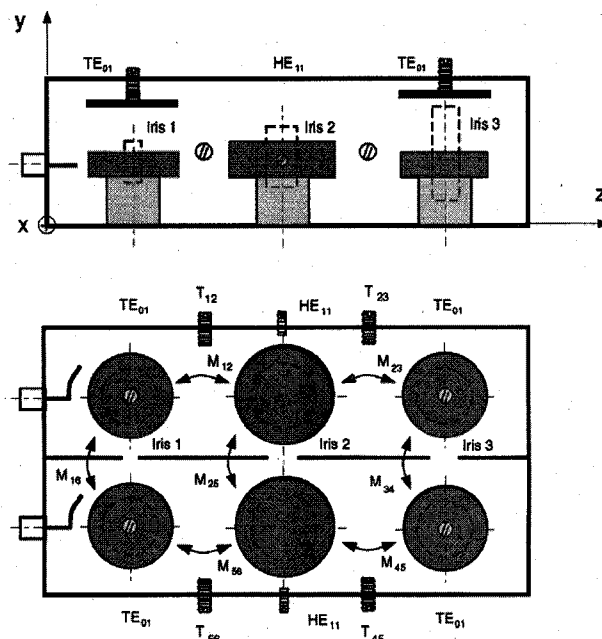 y
TE01 HE11 TE01
Iris 1 Iris 2 Iris 3
x z
T12 T23
TE01 HE11 TE01
M12 M23
Iris 1 Iris 2 Iris 3
M16 M25 M34
M56 M45
TE01 HE11 TE01
T56 T45